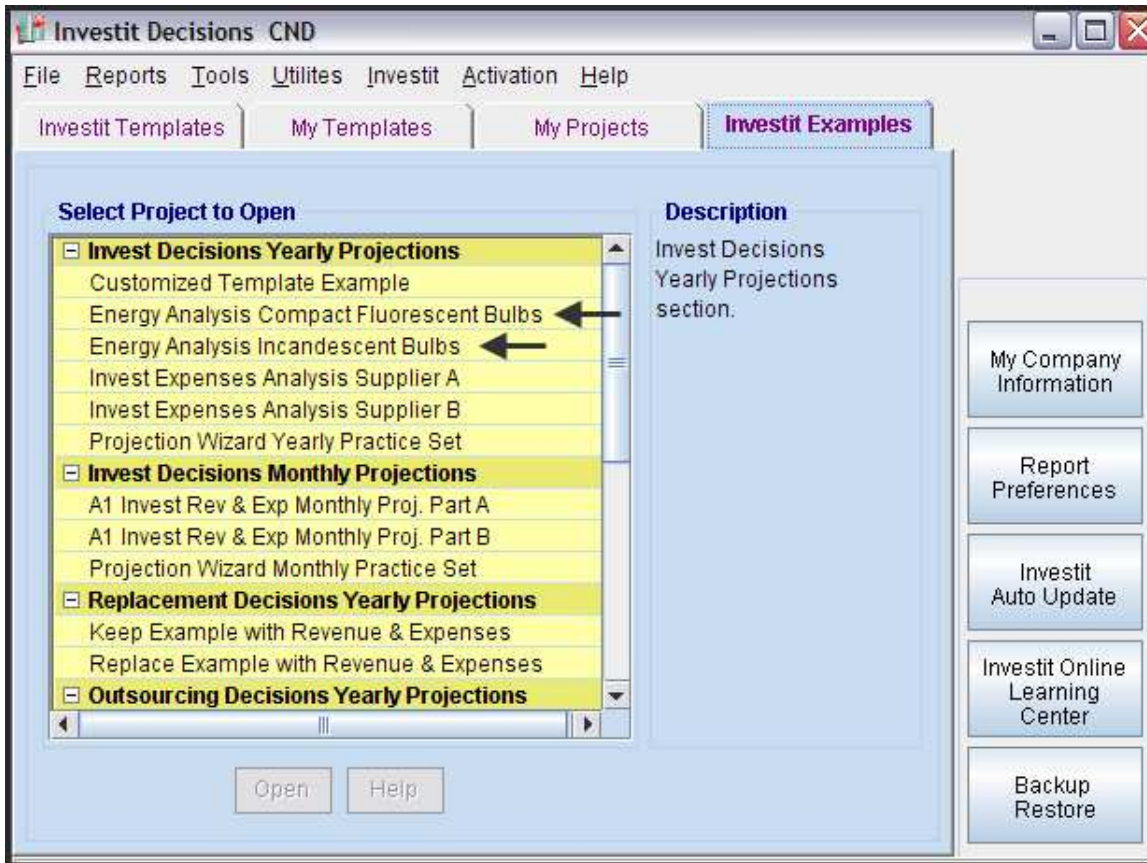 Investit Decisions CND
File Reports Tools Utilites Investit Activation Help
Investit Templates My Templates My Projects Investit Examples
Select Project to Open
Invest Decisions Yearly Projections
Customized Template Example
Energy Analysis Compact Fluorescent Bulbs
Energy Analysis Incandescent Bulbs
Invest Expenses Analysis Supplier A
Invest Expenses Analysis Supplier B
Projection Wizard Yearly Practice Set
Invest Decisions Monthly Projections
A1 Invest Rev & Exp Monthly Proj. Part A
A1 Invest Rev & Exp Monthly Proj. Part B
Projection Wizard Monthly Practice Set
Replacement Decisions Yearly Projections
Keep Example with Revenue & Expenses
Replace Example with Revenue & Expenses
Outsourcing Decisions Yearly Projections
Open Help
Description
Invest Decisions
Yearly Projections
section.
My Company
Information
Report
Preferences
Investit
Auto Update
Investit Online
Learning
Center
Backup
Restore